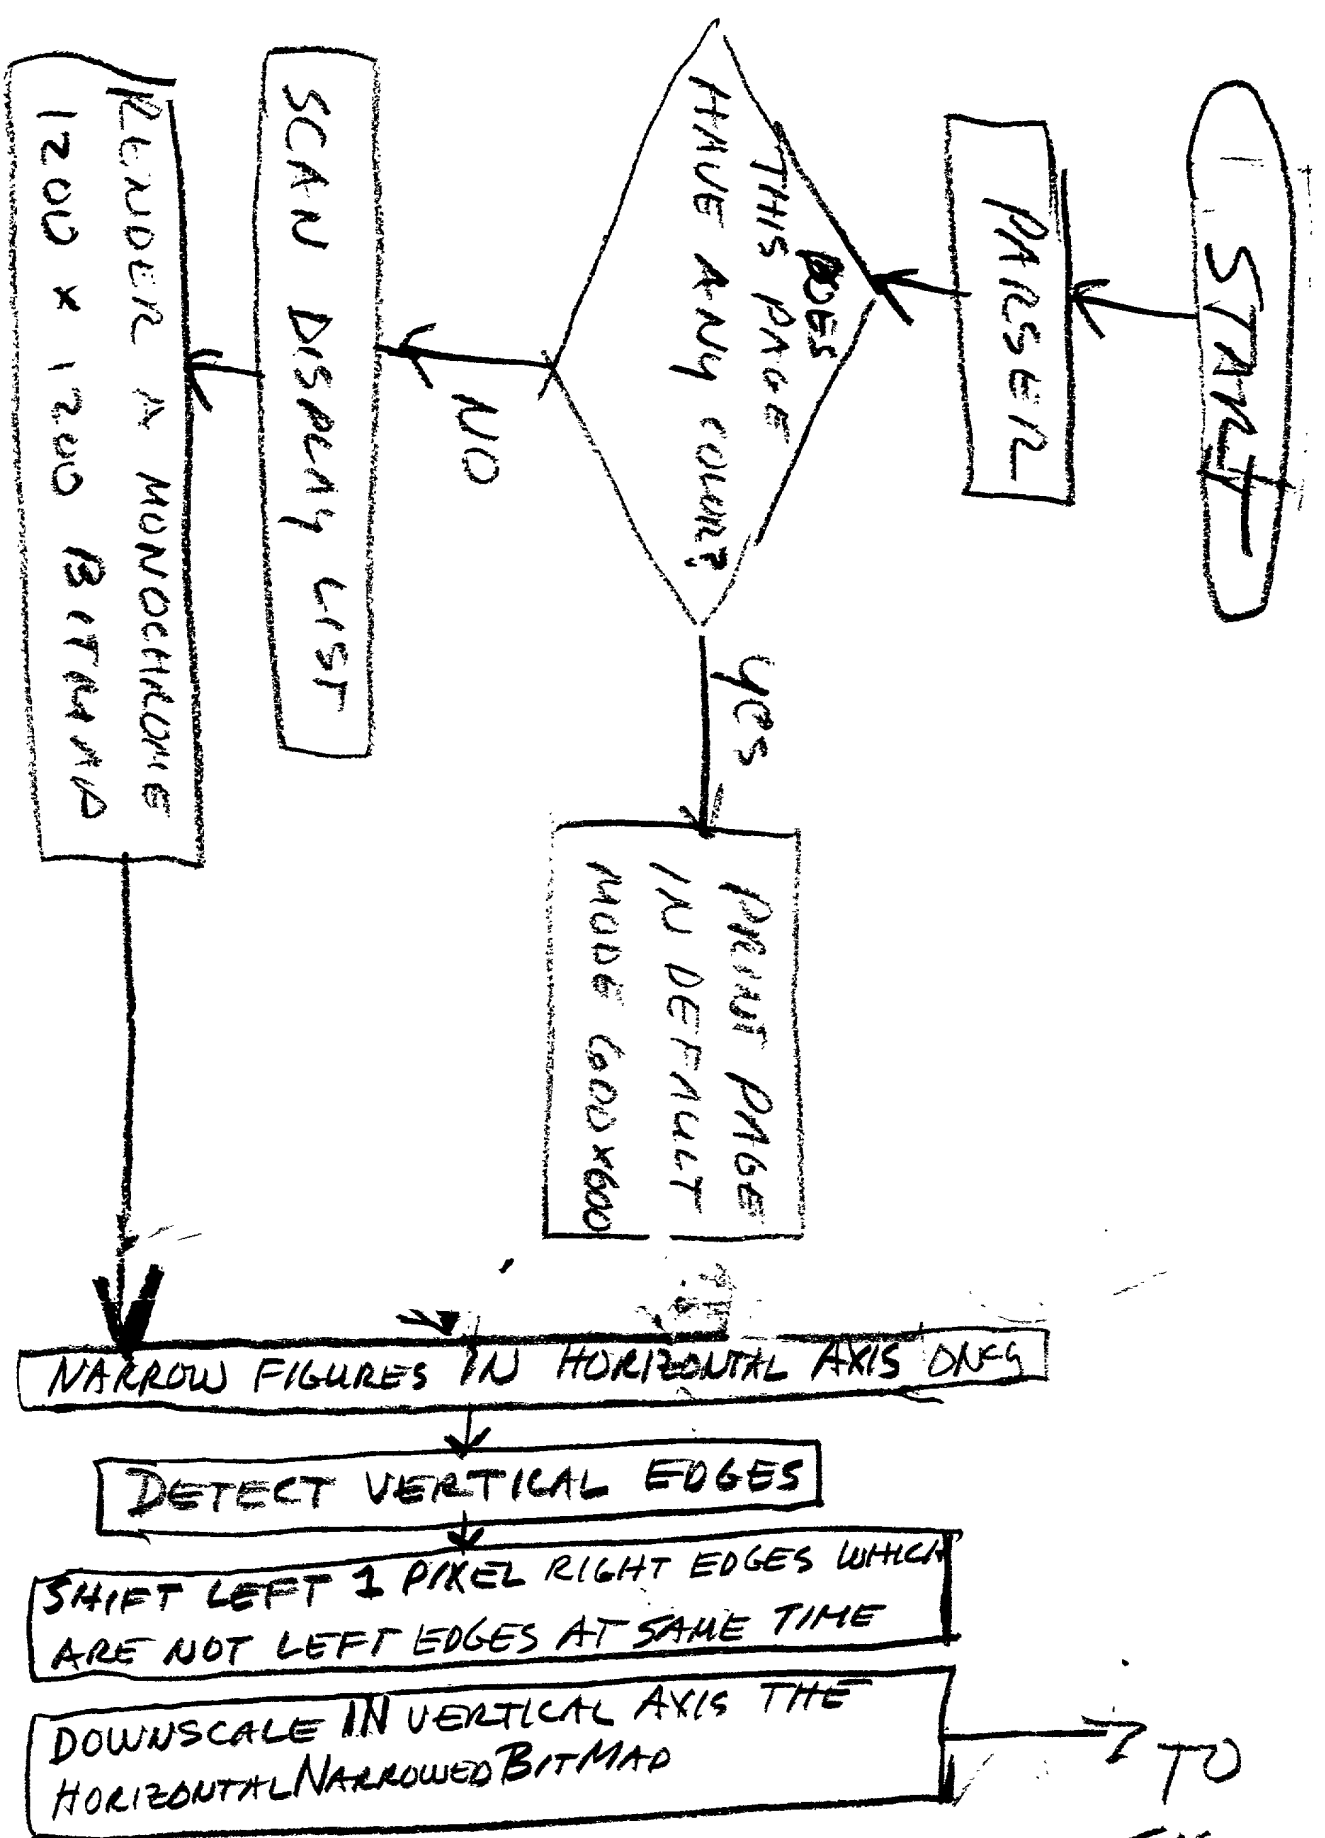 START
PARSER
DOES
THIS PAGE
HAVE ANY COLOR?
NO
YES
SCAN DISPLAY LIST
RENDER A MONOCHROME
1200 x 1200 BITMAP
PRINT PAGE
IN DEFAULT
MODE 600x600
NARROW FIGURES IN HORIZONTAL AXIS ONLY
DETECT VERTICAL EDGES
SHIFT LEFT 1 PIXEL RIGHT EDGES WHICH
ARE NOT LEFT EDGES AT SAME TIME
DOWNSCALE IN VERTICAL AXIS THE
HORIZONTALNARROWEDBITMAP
TO